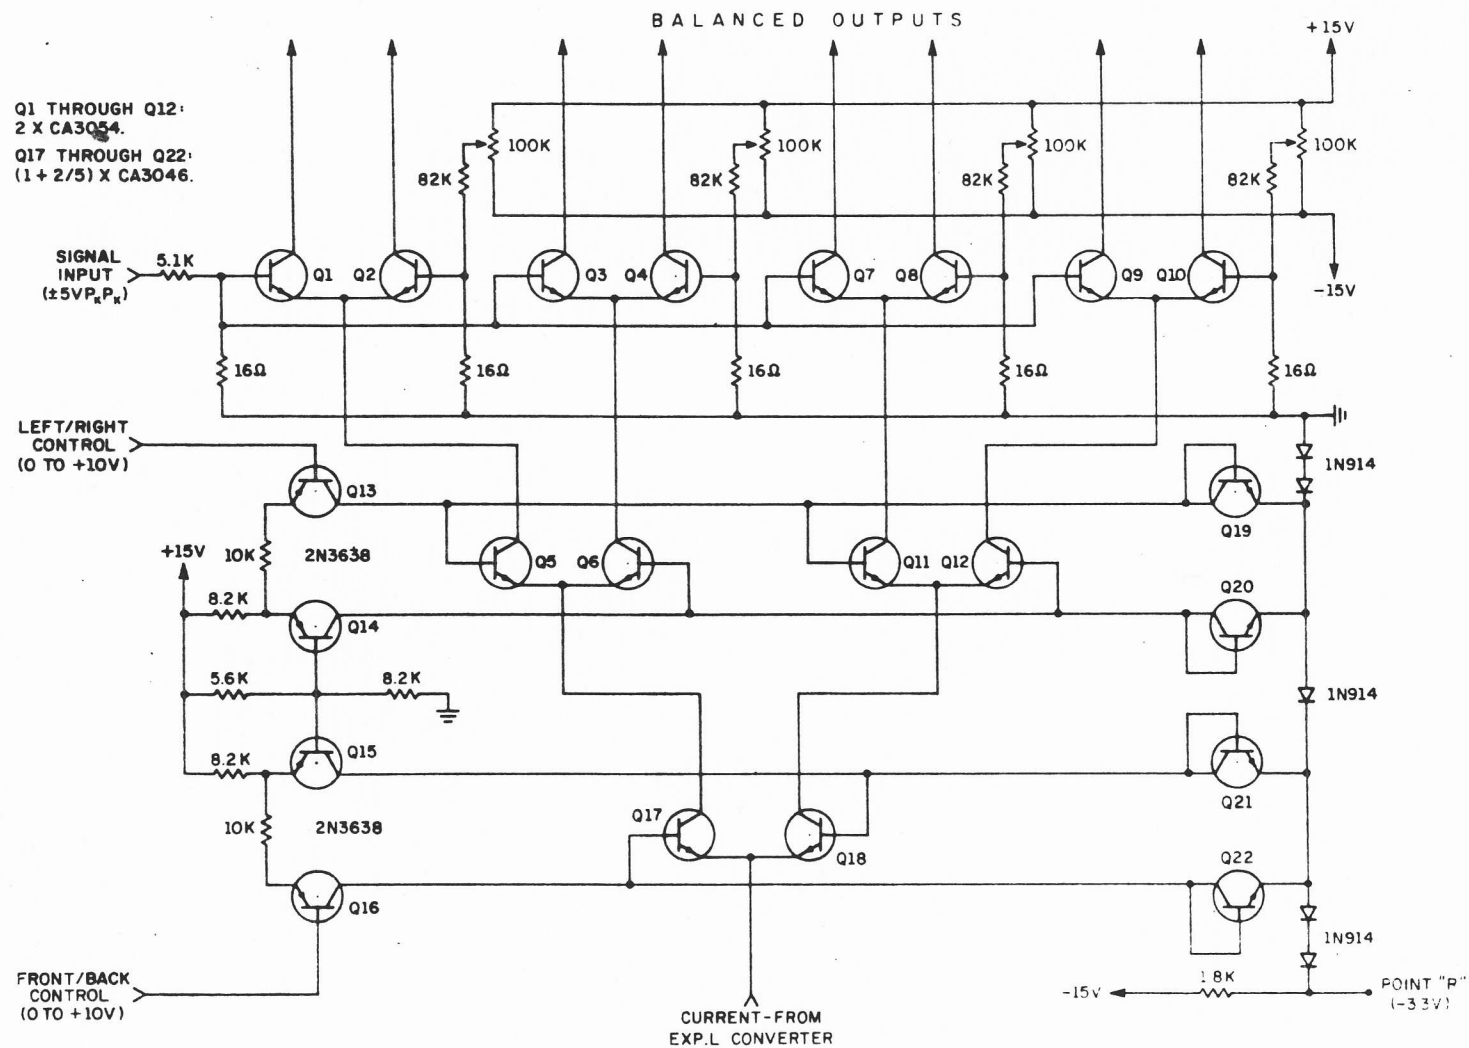 BALANCED OUTPUTS
+15V
Q1 THROUGH Q12:
2 X CA3054.
Q17 THROUGH Q22:
(1 + 2/5) X CA3046.
100K 100K 100K 100K
82K 82K 82K 82K
SIGNAL
INPUT
(±5VPKPK)
5.1K
Q1 Q2 Q3 Q4 Q7 Q8 Q9 Q10
-15V
16Ω 16Ω 16Ω 16Ω 16Ω
LEFT/RIGHT
CONTROL
(0 TO +10V)
1N914
Q13
Q19
+15V
10K
2N3638
Q5 Q6 Q11 Q12
Q20
8.2K
Q14
5.6K
8.2K
1N914
8.2K
Q15
Q21
10K
2N3638
Q17
Q18
Q22
Q16
1N914
FRONT/BACK
CONTROL
(0 TO +10V)
-15V
1.8K
POINT "R"
(-3.3V)
CURRENT-FROM
EXP.L CONVERTER